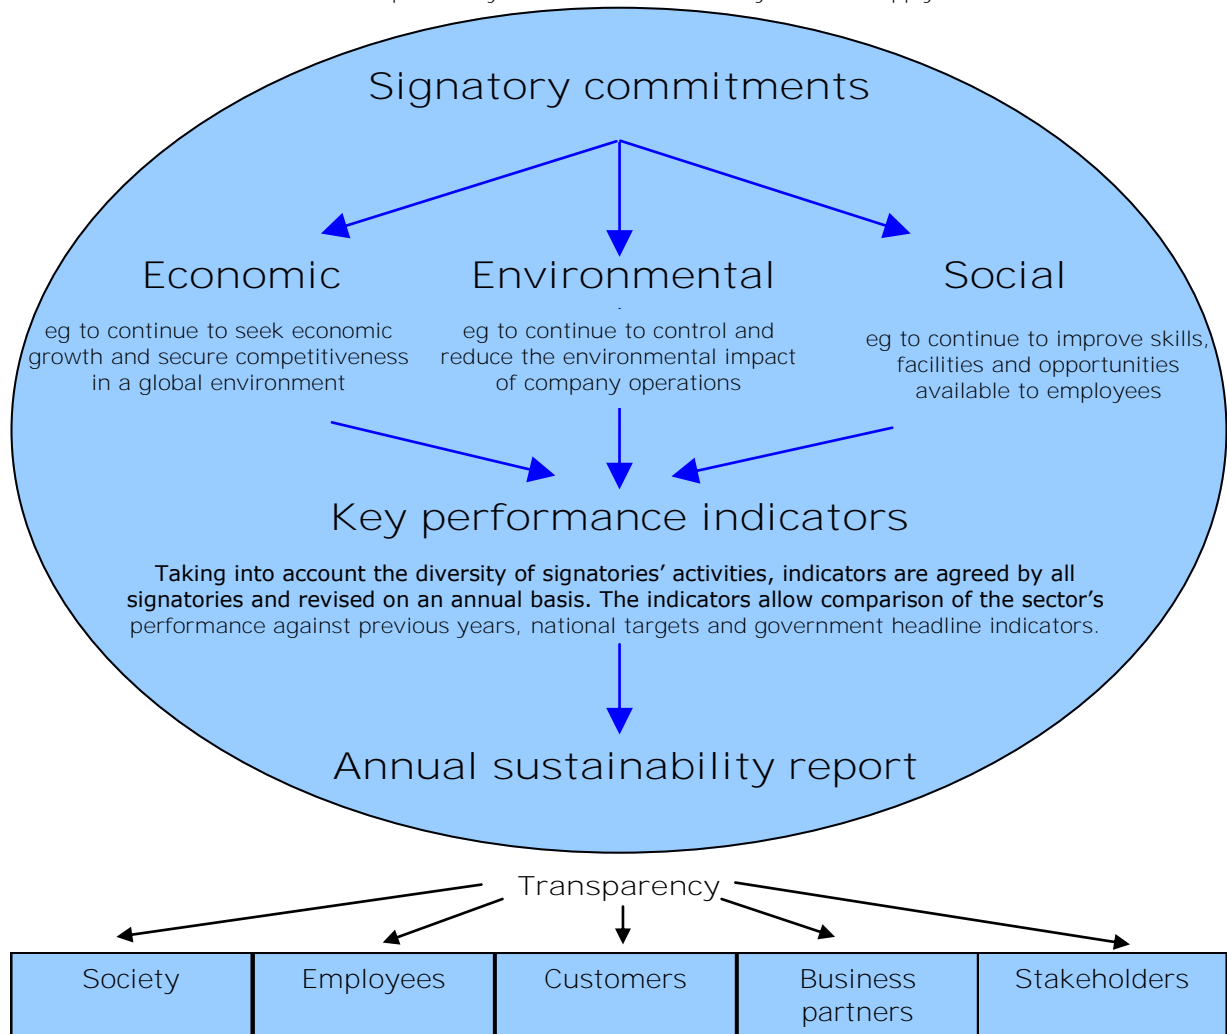 Signatory commitments
Economic
Environmental
Social
eg to continue to seek economic
growth and secure competitiveness
in a global environment
eg to continue to control and
reduce the environmental impact
of company operations
eg to continue to improve skills,
facilities and opportunities
available to employees
Key performance indicators
Taking into account the diversity of signatories’ activities, indicators are agreed by all
signatories and revised on an annual basis. The indicators allow comparison of the sector’s
performance against previous years, national targets and government headline indicators.
Annual sustainability report
Transparency
Society
Employees
Customers
Business
partners
Stakeholders